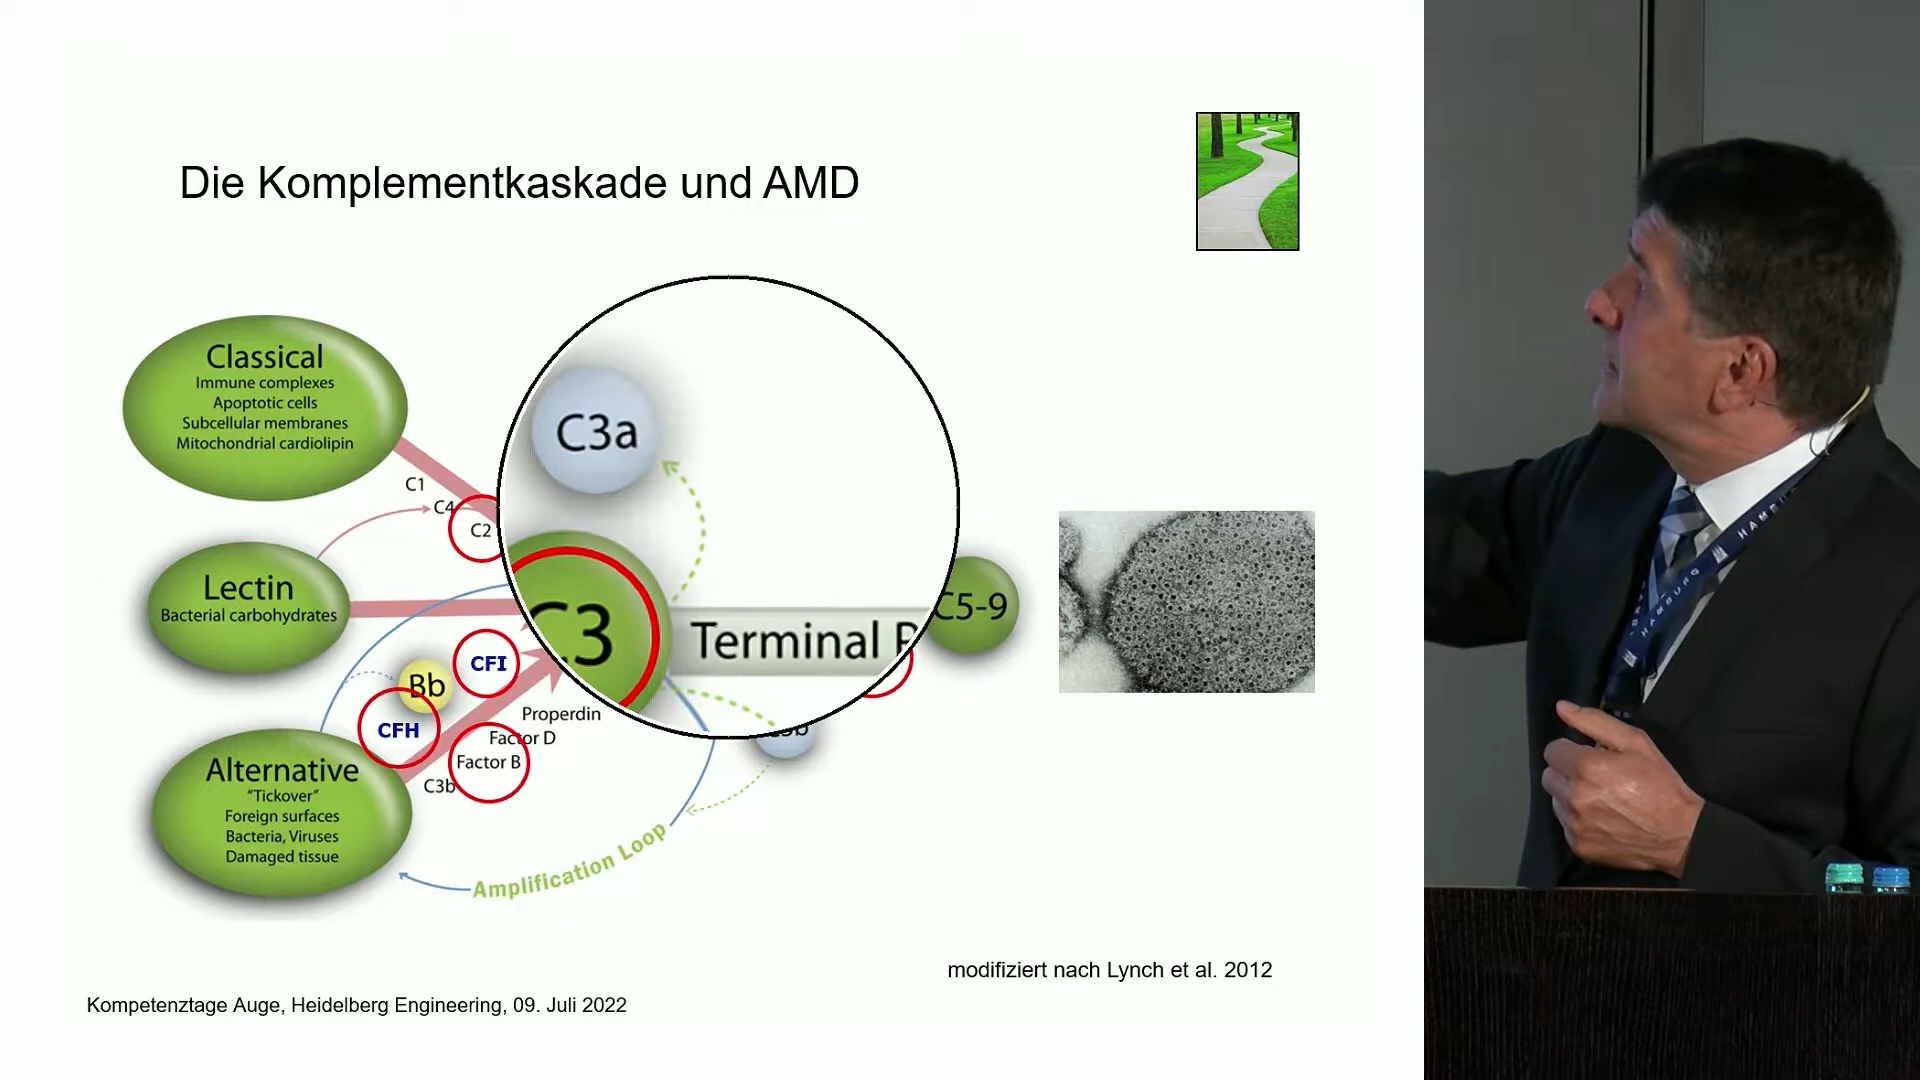 Die Komplementkaskade und AMD
Classical
Immune complexes
Apoptotic cells
Subcellular membranes
Mitochondrial cardiolipin
C1
C4
C2
C3a
Lectin
Bacterial carbohydrates
C3
Terminal
C5-9
CFI
Bb
CFH
Properdin
Factor D
Factor B
C3b
Alternative
"Tickover"
Foreign surfaces
Bacteria, Viruses
Damaged tissue
Amplification Loop
modifiziert nach Lynch et al. 2012
Kompetenztage Auge, Heidelberg Engineering, 09. Juli 2022
HAMBURG